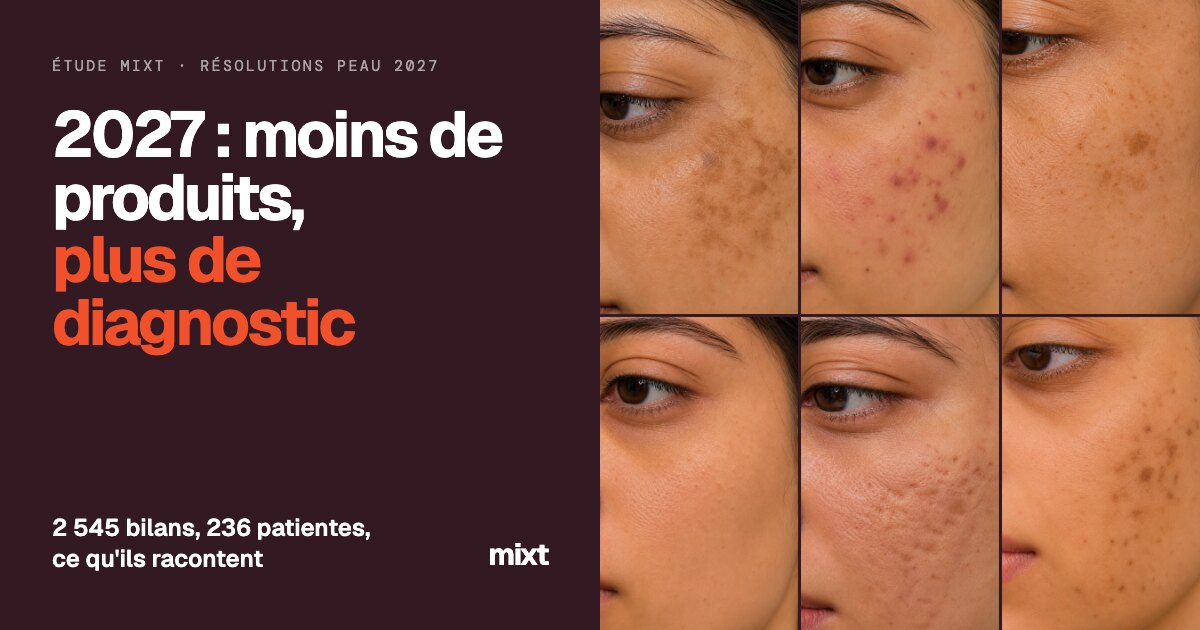 ÉTUDE MIXT · RÉSOLUTIONS PEAU 2027
2027 : moins de
produits,
plus de
diagnostic
2 545 bilans, 236 patientes,
ce qu'ils racontent
mixt